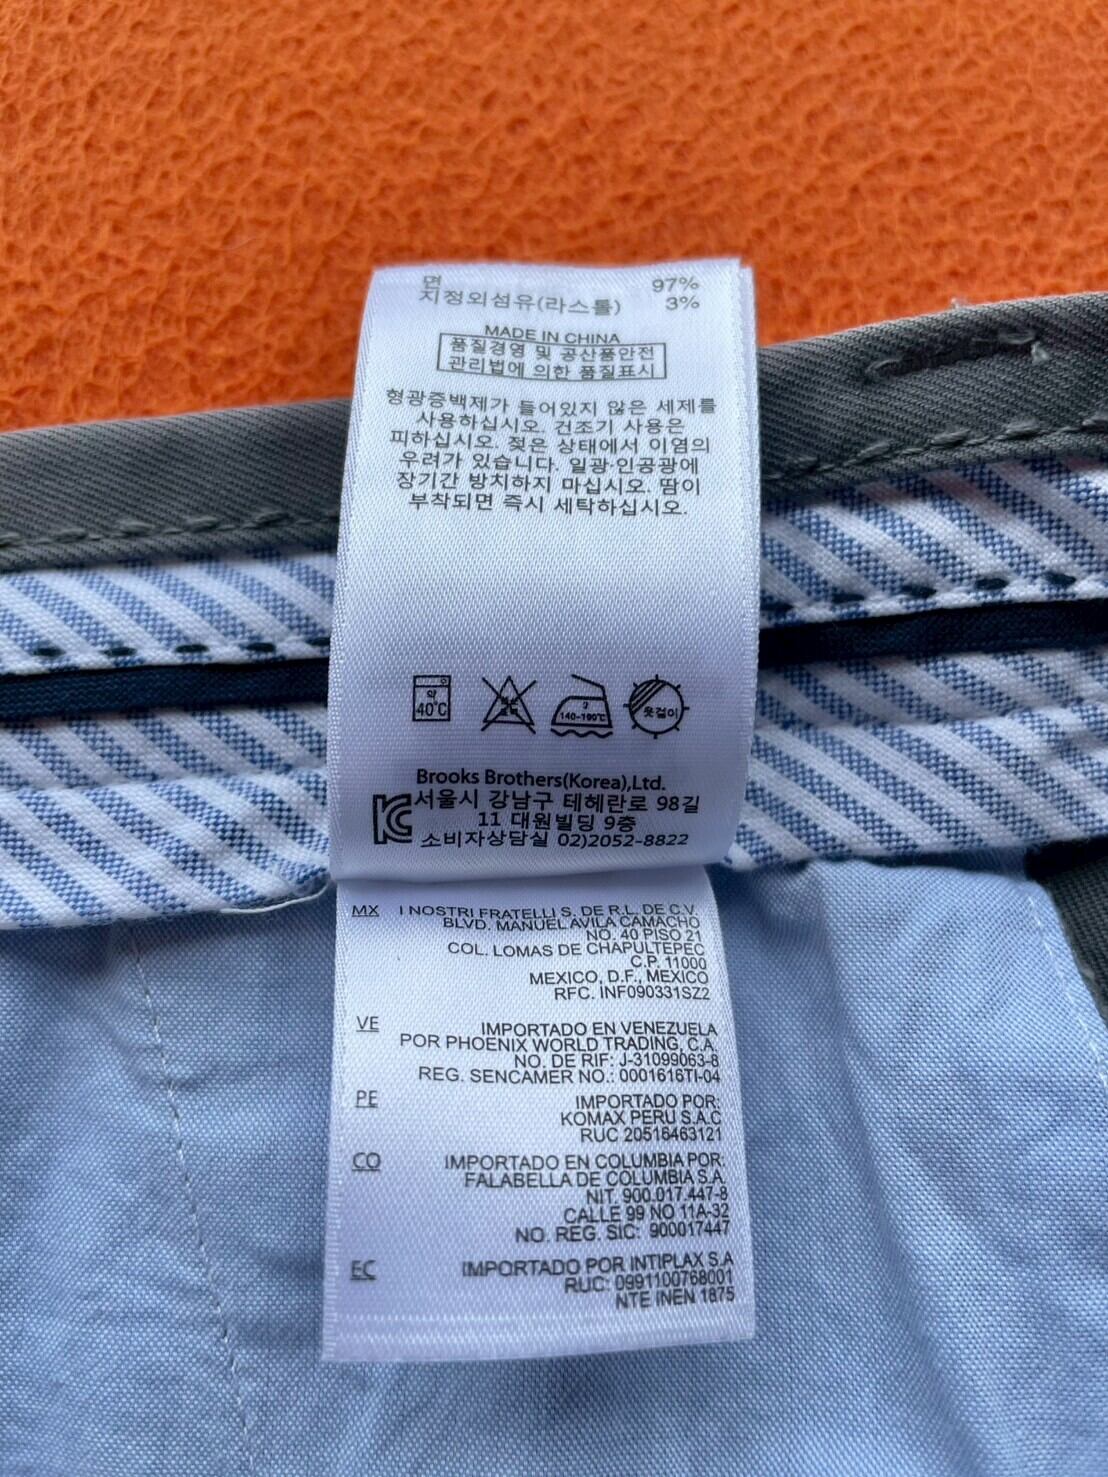 면 97%
지정외섬유(라스톨) 3%
MADE IN CHINA
품질경영 및 공산품안전
관리법에 의한 품질표시
형광증백제가 들어있지 않은 세제를
사용하십시오. 건조기 사용은
피하십시오. 젖은 상태에서 이염의
우려가 있습니다. 일광·인공광에
장기간 방치하지 마십시오. 땀이
부착되면 즉시 세탁하십시오.
약
40℃
2
옷걸이
Brooks Brothers(Korea),Ltd.
서울시 강남구 테헤란로 98길
11 대원빌딩 9층
소비자상담실 02)2052-8822
MX I NOSTRI FRATELLI S. DE R.L. DE C.V.
BLVD. MANUEL AVILA CAMACHO
NO. 40 PISO 21
COL. LOMAS DE CHAPULTEPEC
C.P. 11000
MEXICO, D.F., MEXICO
RFC. INF090331SZ2
VE IMPORTADO EN VENEZUELA
POR PHOENIX WORLD TRADING, C.A.
NO. DE RIF: J-31099063-8
REG. SENCAMER NO.: 0001616TI-04
PE IMPORTADO POR:
KOMAX PERU S.A.C
RUC 20516463121
CO IMPORTADO EN COLUMBIA POR:
FALABELLA DE COLUMBIA S.A.
NIT. 900.017.447-8
CALLE 99 NO 11A-32
NO. REG. SIC: 900017447
EC IMPORTADO POR INTIPLAX S.A
RUC: 0991100768001
NTE INEN 1875